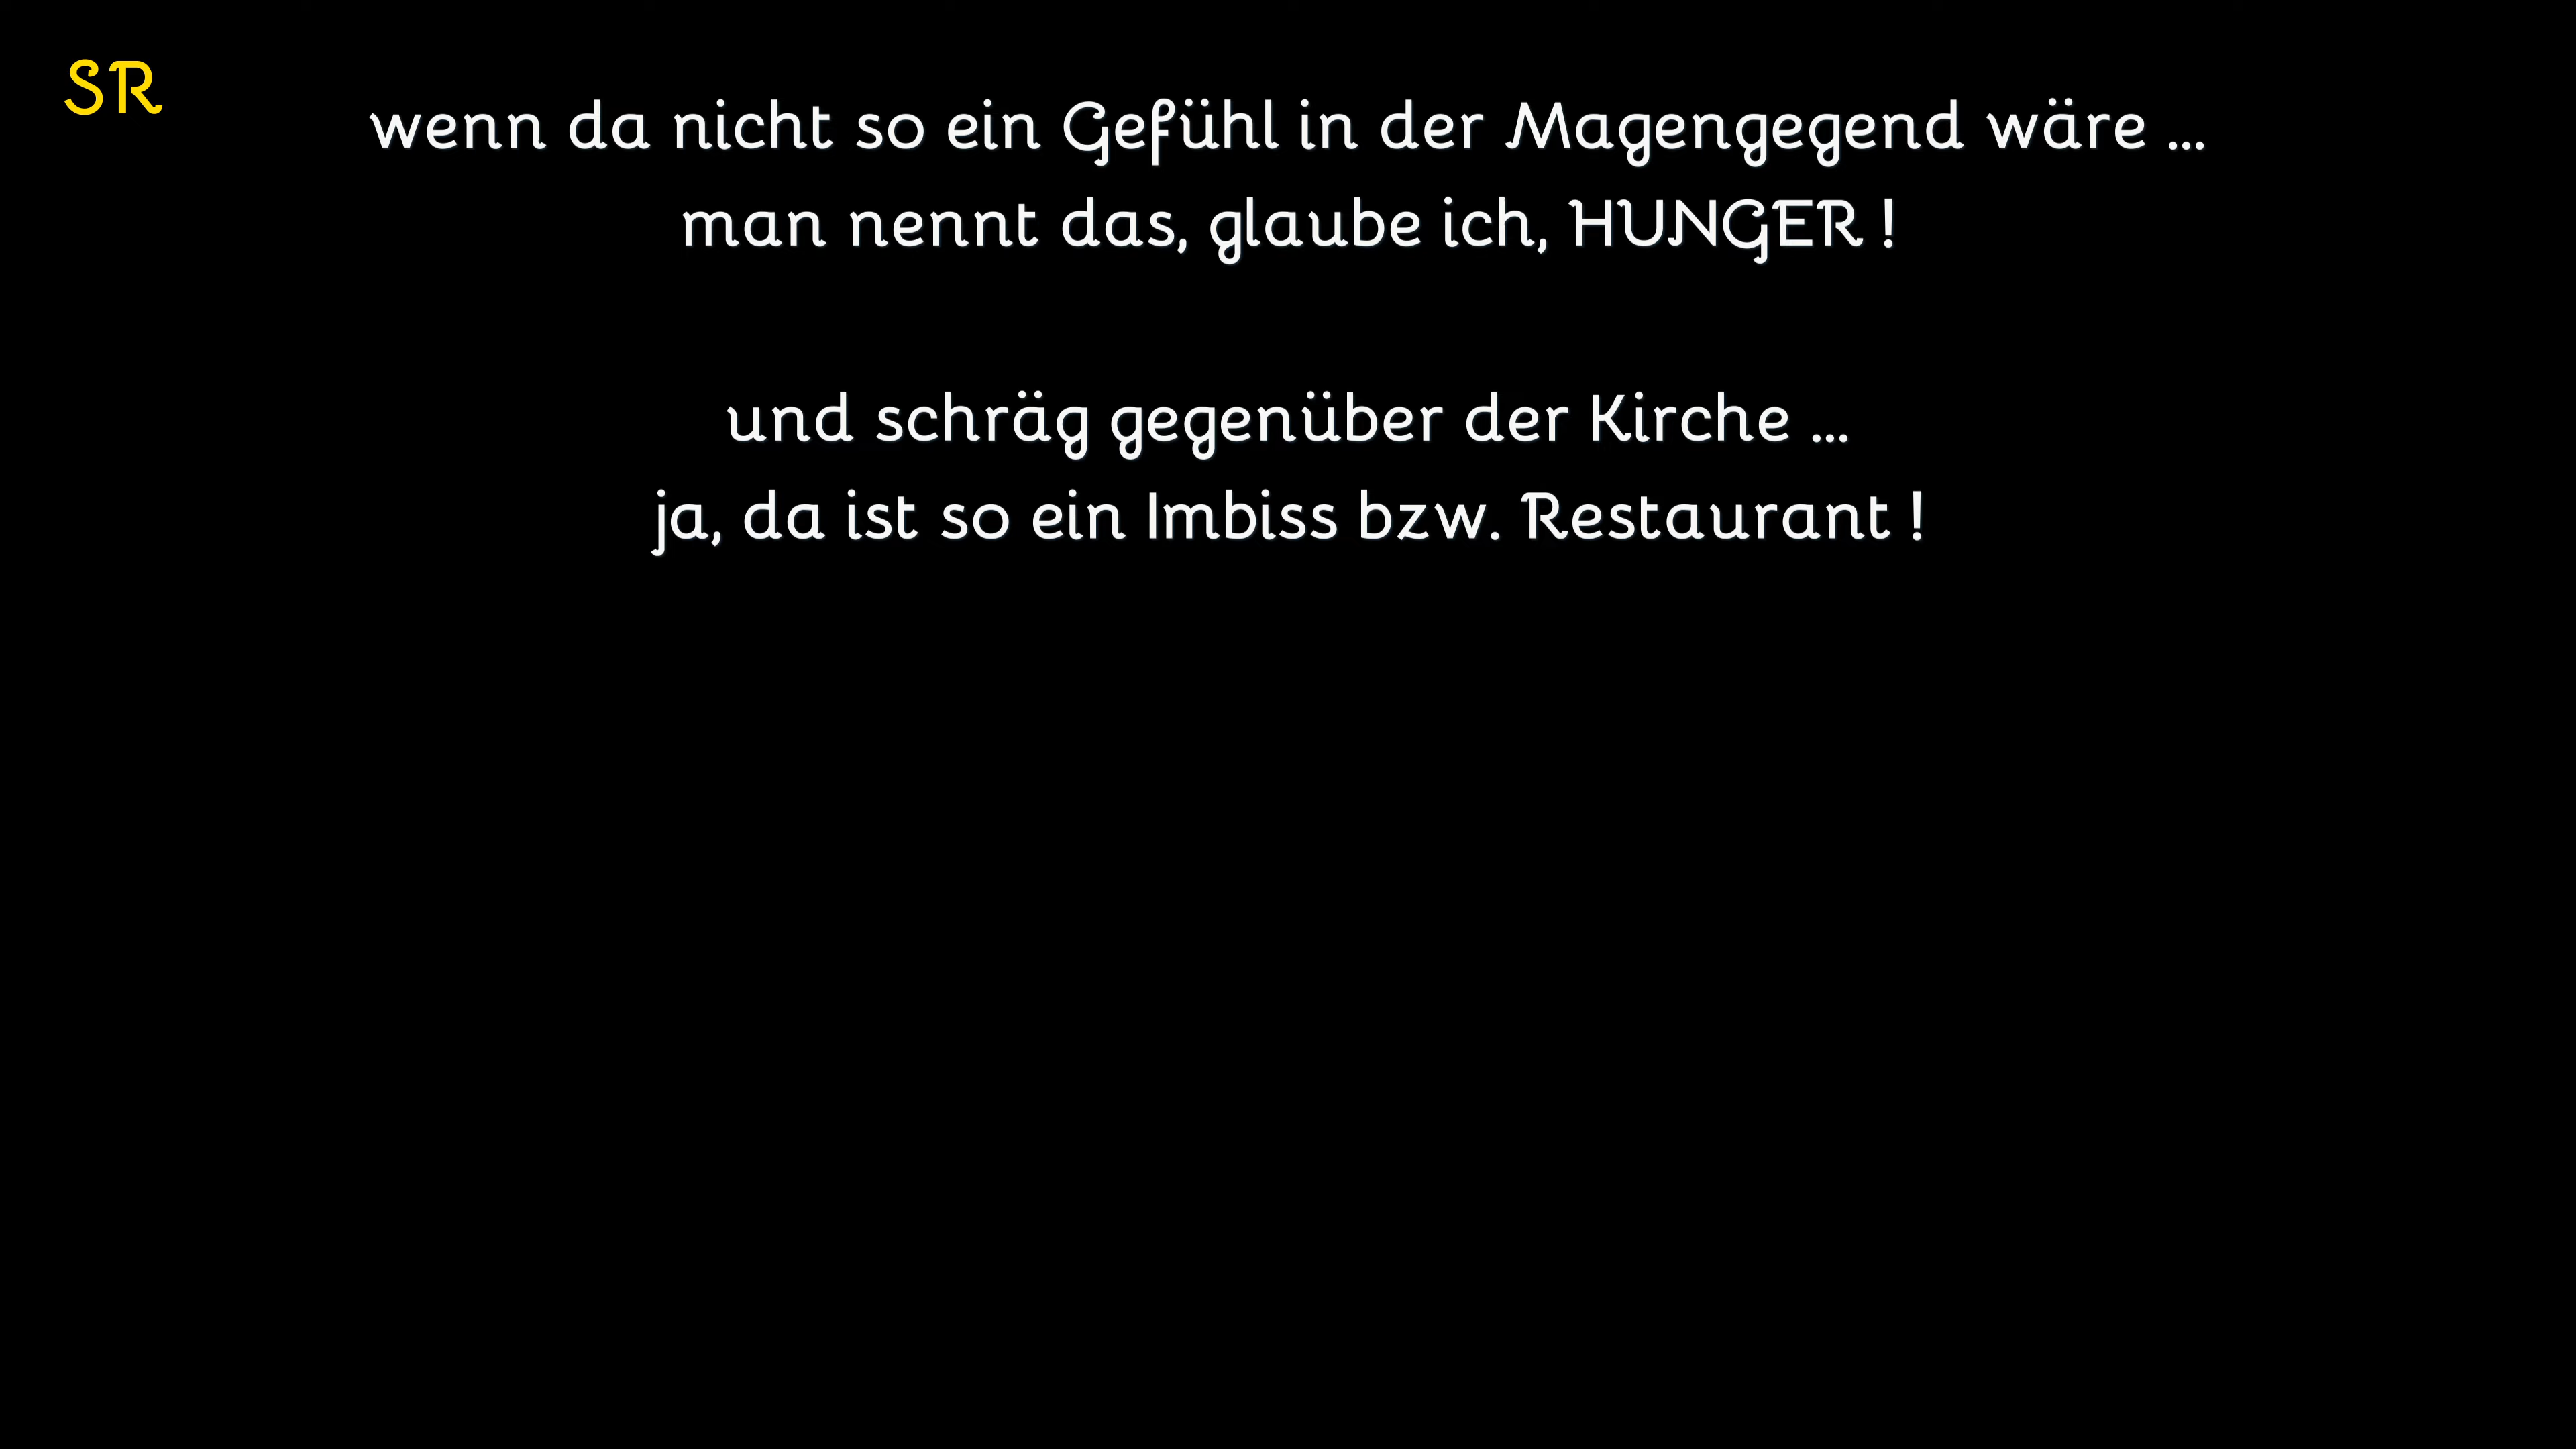 SR
wenn da nicht so ein Gefühl in der Magengegend wäre ...
man nennt das, glaube ich, HUNGER !
und schräg gegenüber der Kirche ...
ja, da ist so ein Imbiss bzw. Restaurant !